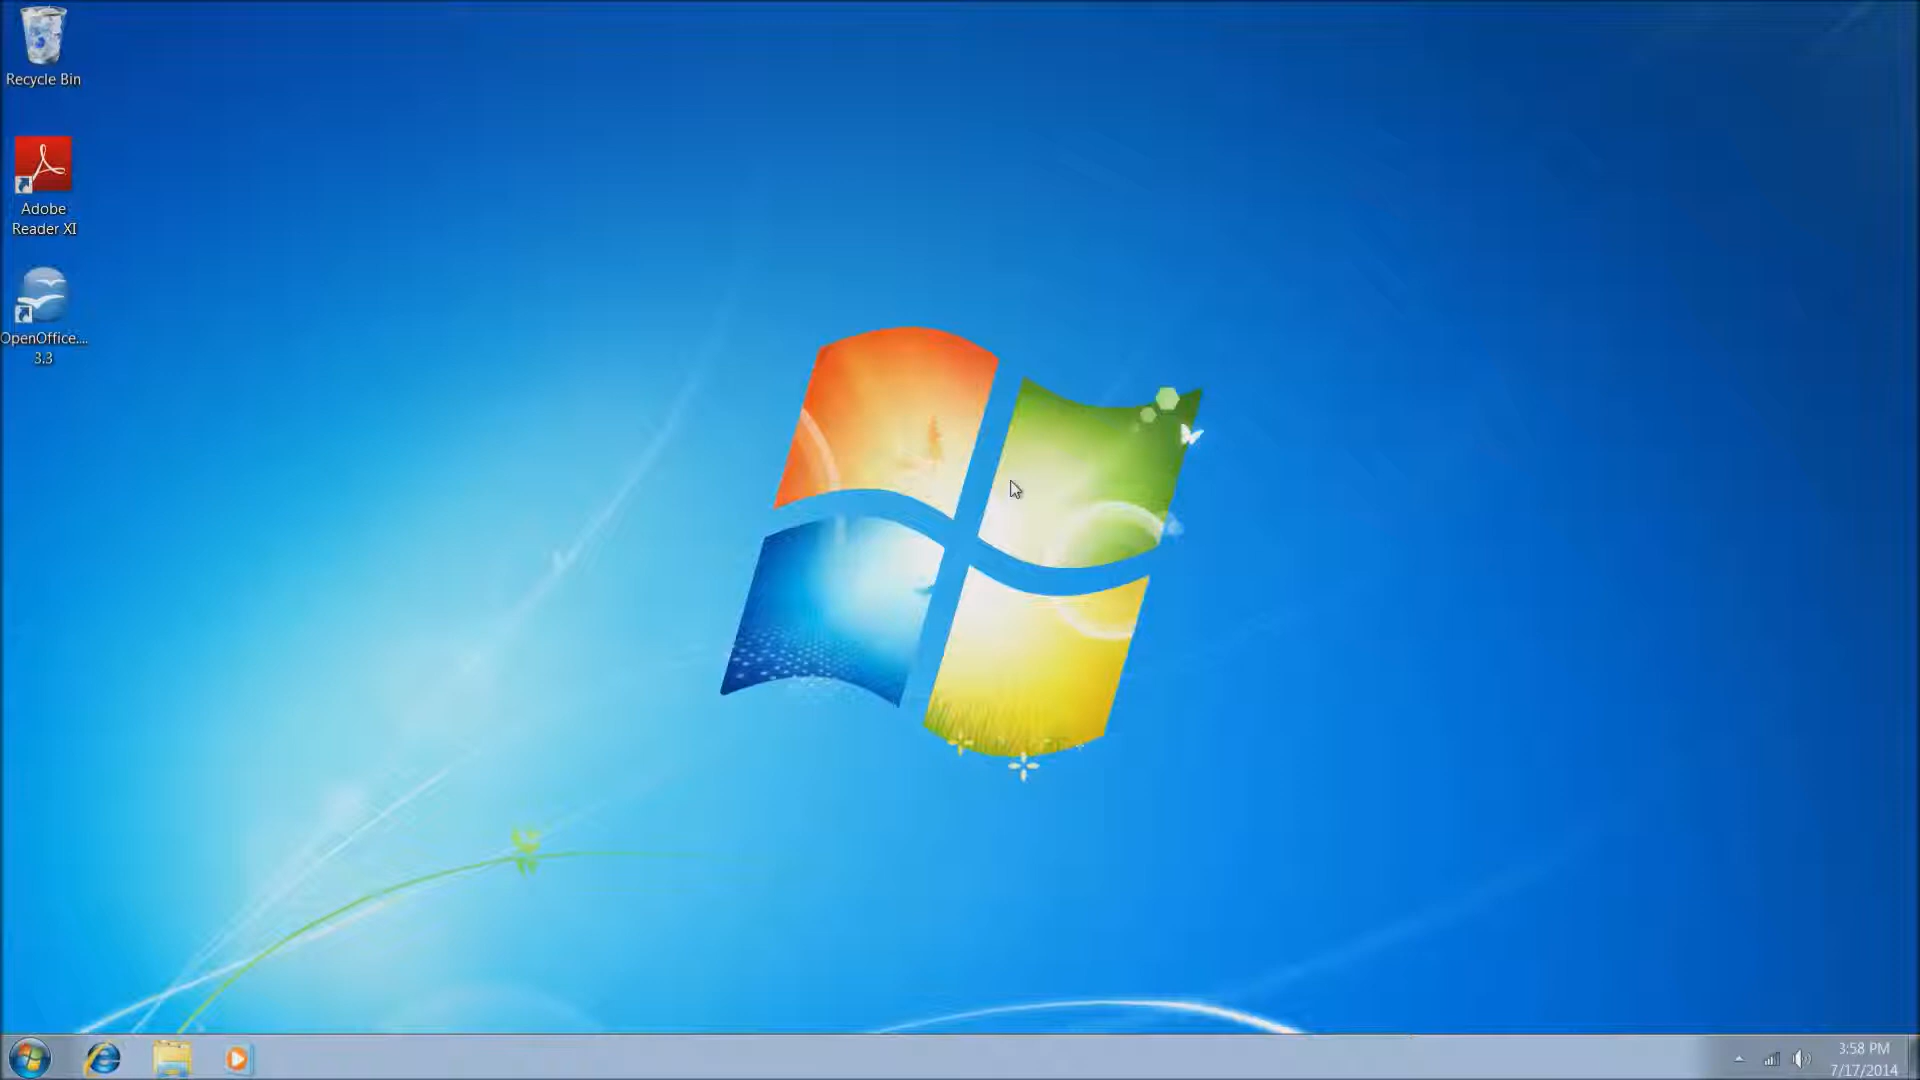 Recycle Bin
Adobe
Reader XI
OpenOffice....
3.3
3:58 PM
7/17/2014